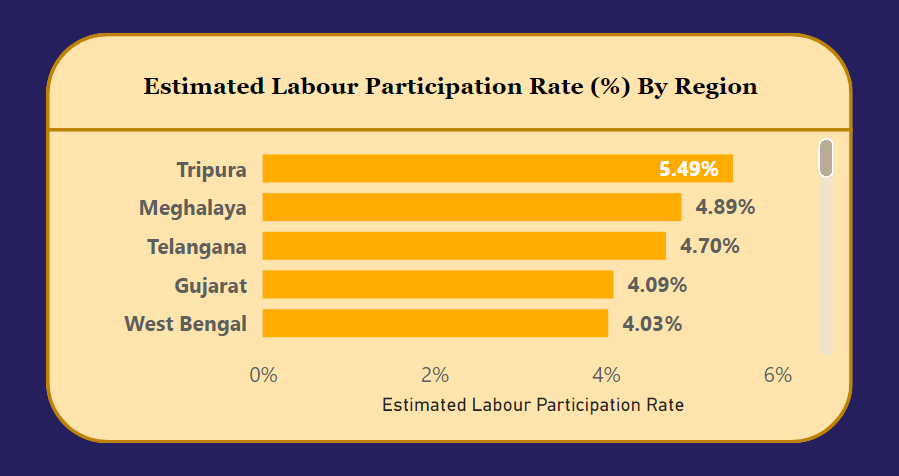 Estimated Labour Participation Rate (%) By Region
Tripura 5.49%
Meghalaya 4.89%
Telangana 4.70%
Gujarat 4.09%
West Bengal 4.03%
0% 2% 4% 6%
Estimated Labour Participation Rate